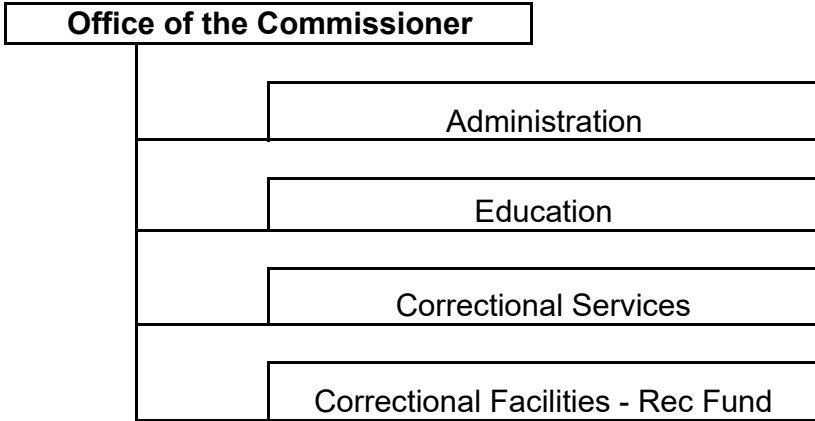 Office of the Commissioner
Administration
Education
Correctional Services
Correctional Facilities - Rec Fund